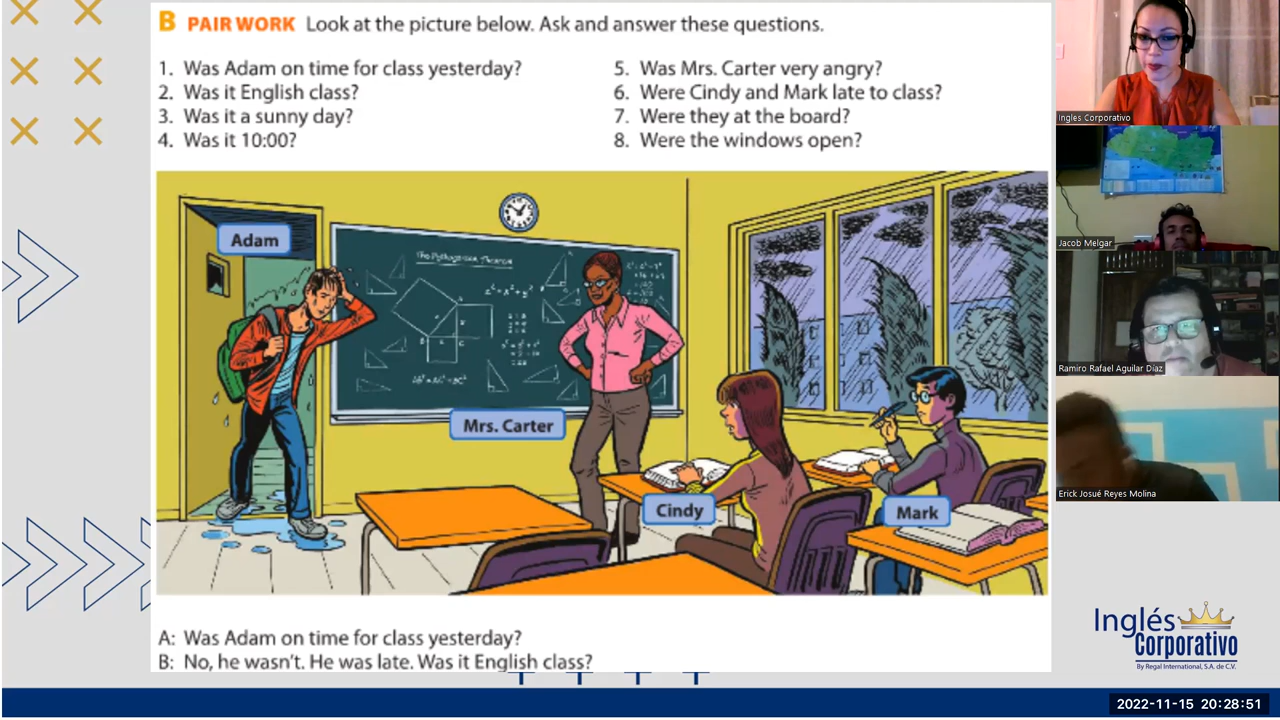 B PAIR WORK Look at the picture below. Ask and answer these questions.
1. Was Adam on time for class yesterday?
2. Was it English class?
3. Was it a sunny day?
4. Was it 10:00?
5. Was Mrs. Carter very angry?
6. Were Cindy and Mark late to class?
7. Were they at the board?
8. Were the windows open?
Adam
The Pythagorean Theorem
Mrs. Carter
Cindy
Mark
A: Was Adam on time for class yesterday?
B: No, he wasn't. He was late. Was it English class?
Ingles Corporativo
Jacob Melgar
Ramiro Rafael Aguilar Díaz
Erick Josué Reyes Molina
Inglés
Corporativo
By Regal International, S.A. de C.V.
2022-11-15 20:28:51